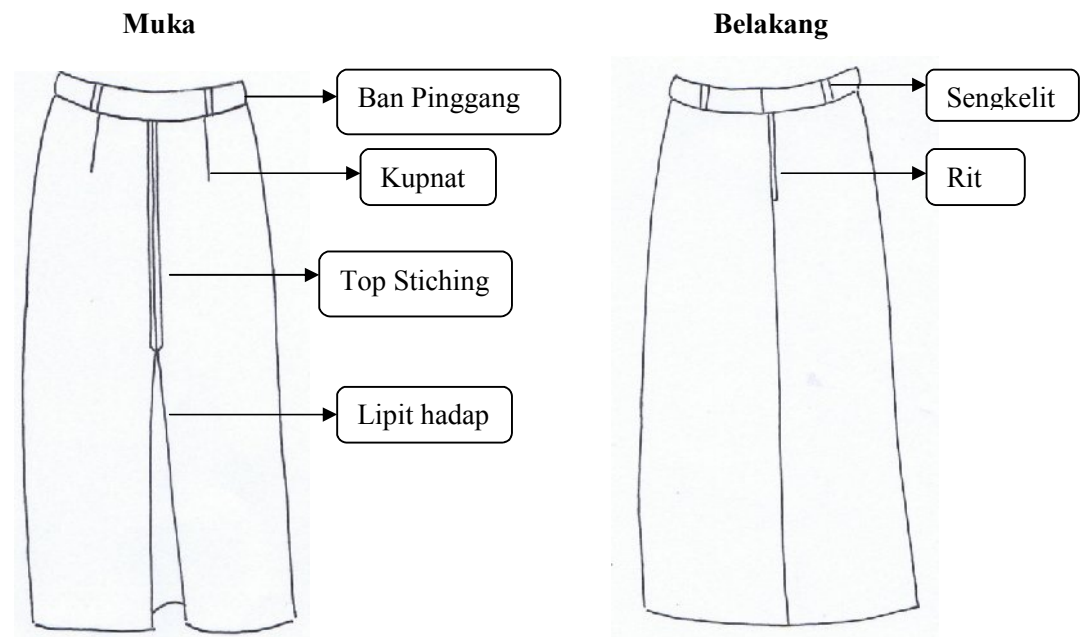 Muka
Belakang
Ban Pinggang
Sengkelit
Kupnat
Rit
Top Stiching
Lipit hadap